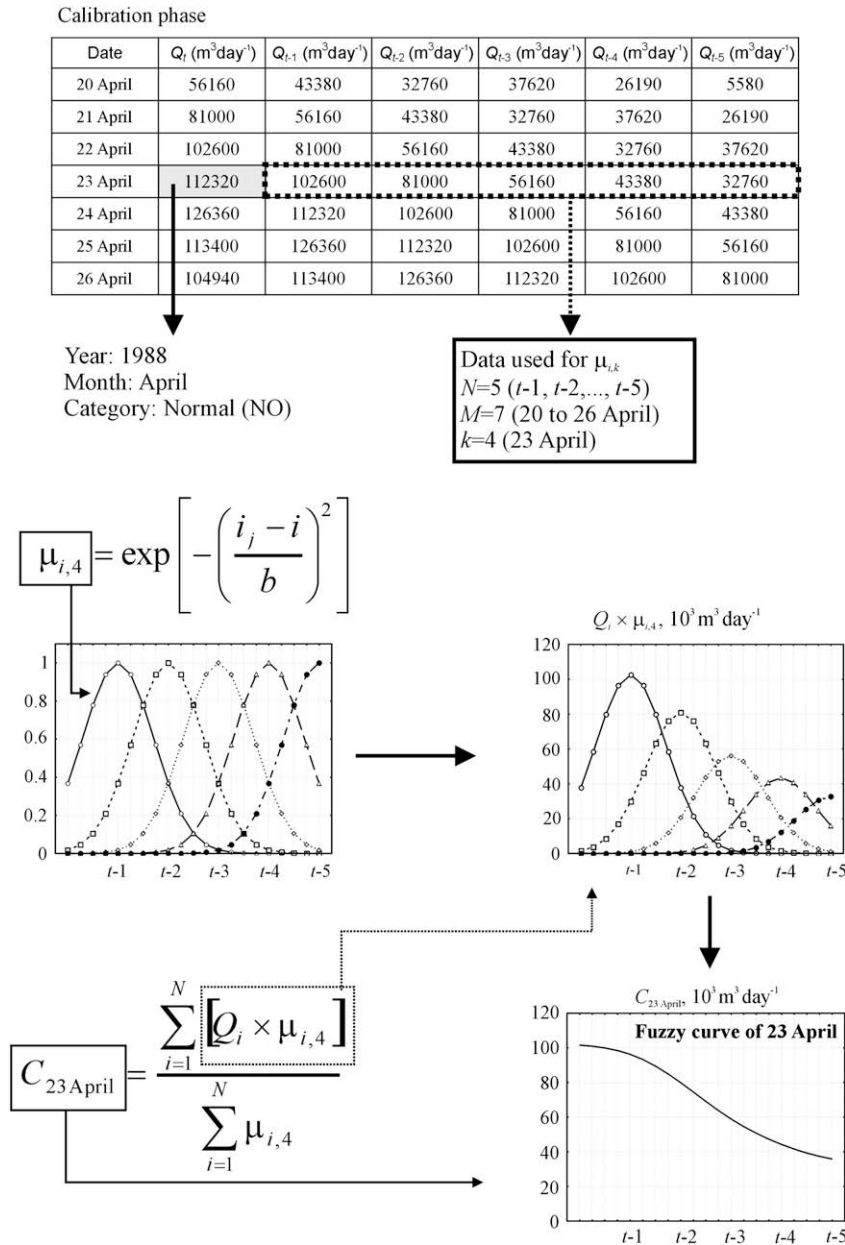 Calibration phase
Date Qt (m³day⁻¹) Qt-1 (m³day⁻¹) Qt-2 (m³day⁻¹) Qt-3 (m³day⁻¹) Qt-4 (m³day⁻¹) Qt-5 (m³day⁻¹)
20 April 56160 43380 32760 37620 26190 5580
21 April 81000 56160 43380 32760 37620 26190
22 April 102600 81000 56160 43380 32760 37620
23 April 112320 102600 81000 56160 43380 32760
24 April 126360 112320 102600 81000 56160 43380
25 April 113400 126360 112320 102600 81000 56160
26 April 104940 113400 126360 112320 102600 81000
Year: 1988
Month: April
Category: Normal (NO)
Data used for μi,k
N=5 (t-1, t-2,..., t-5)
M=7 (20 to 26 April)
k=4 (23 April)
μi,4 = exp[-((ij - i)/b)²]
1
0.8
0.6
0.4
0.2
0
t-1 t-2 t-3 t-4 t-5
Qi × μi,4, 10³ m³ day⁻¹
120
100
80
60
40
20
0
t-1 t-2 t-3 t-4 t-5
C23 April = ∑ᴺi=1 [Qi × μi,4] / ∑ᴺi=1 μi,4
C23 April, 10³ m³ day⁻¹
Fuzzy curve of 23 April
120
100
80
60
40
20
0
t-1 t-2 t-3 t-4 t-5